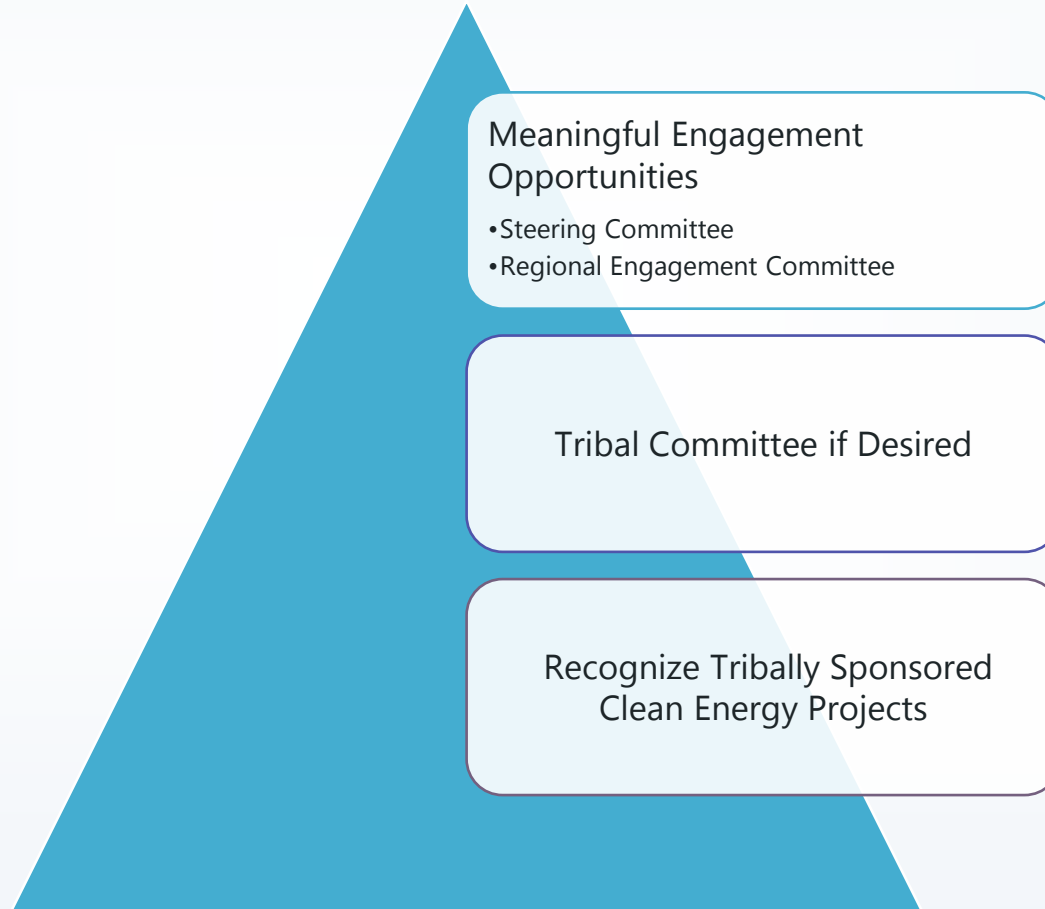 Meaningful Engagement
Opportunities
•Steering Committee
•Regional Engagement Committee
Tribal Committee if Desired
Recognize Tribally Sponsored
Clean Energy Projects